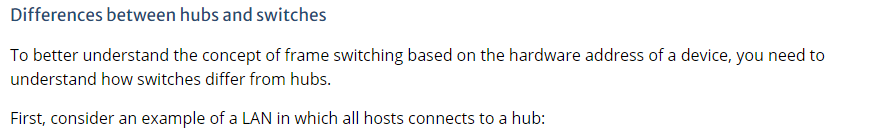 Differences between hubs and switches
To better understand the concept of frame switching based on the hardware address of a device, you need to
understand how switches differ from hubs.
First, consider an example of a LAN in which all hosts connects to a hub: